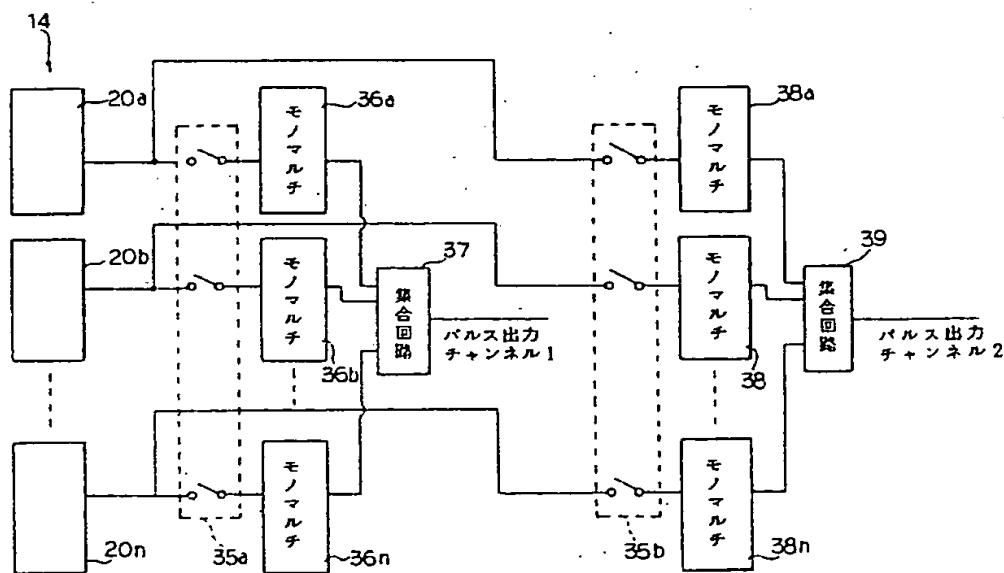 14
20a
36a
38a
モノマルチ
モノマルチ
20b
37
39
モノマルチ
集合回路
モノマルチ
集合回路
パルス出力
チャンネル1
パルス出力
チャンネル2
36b
38
モノマルチ
モノマルチ
20n
35a
36n
35b
38n